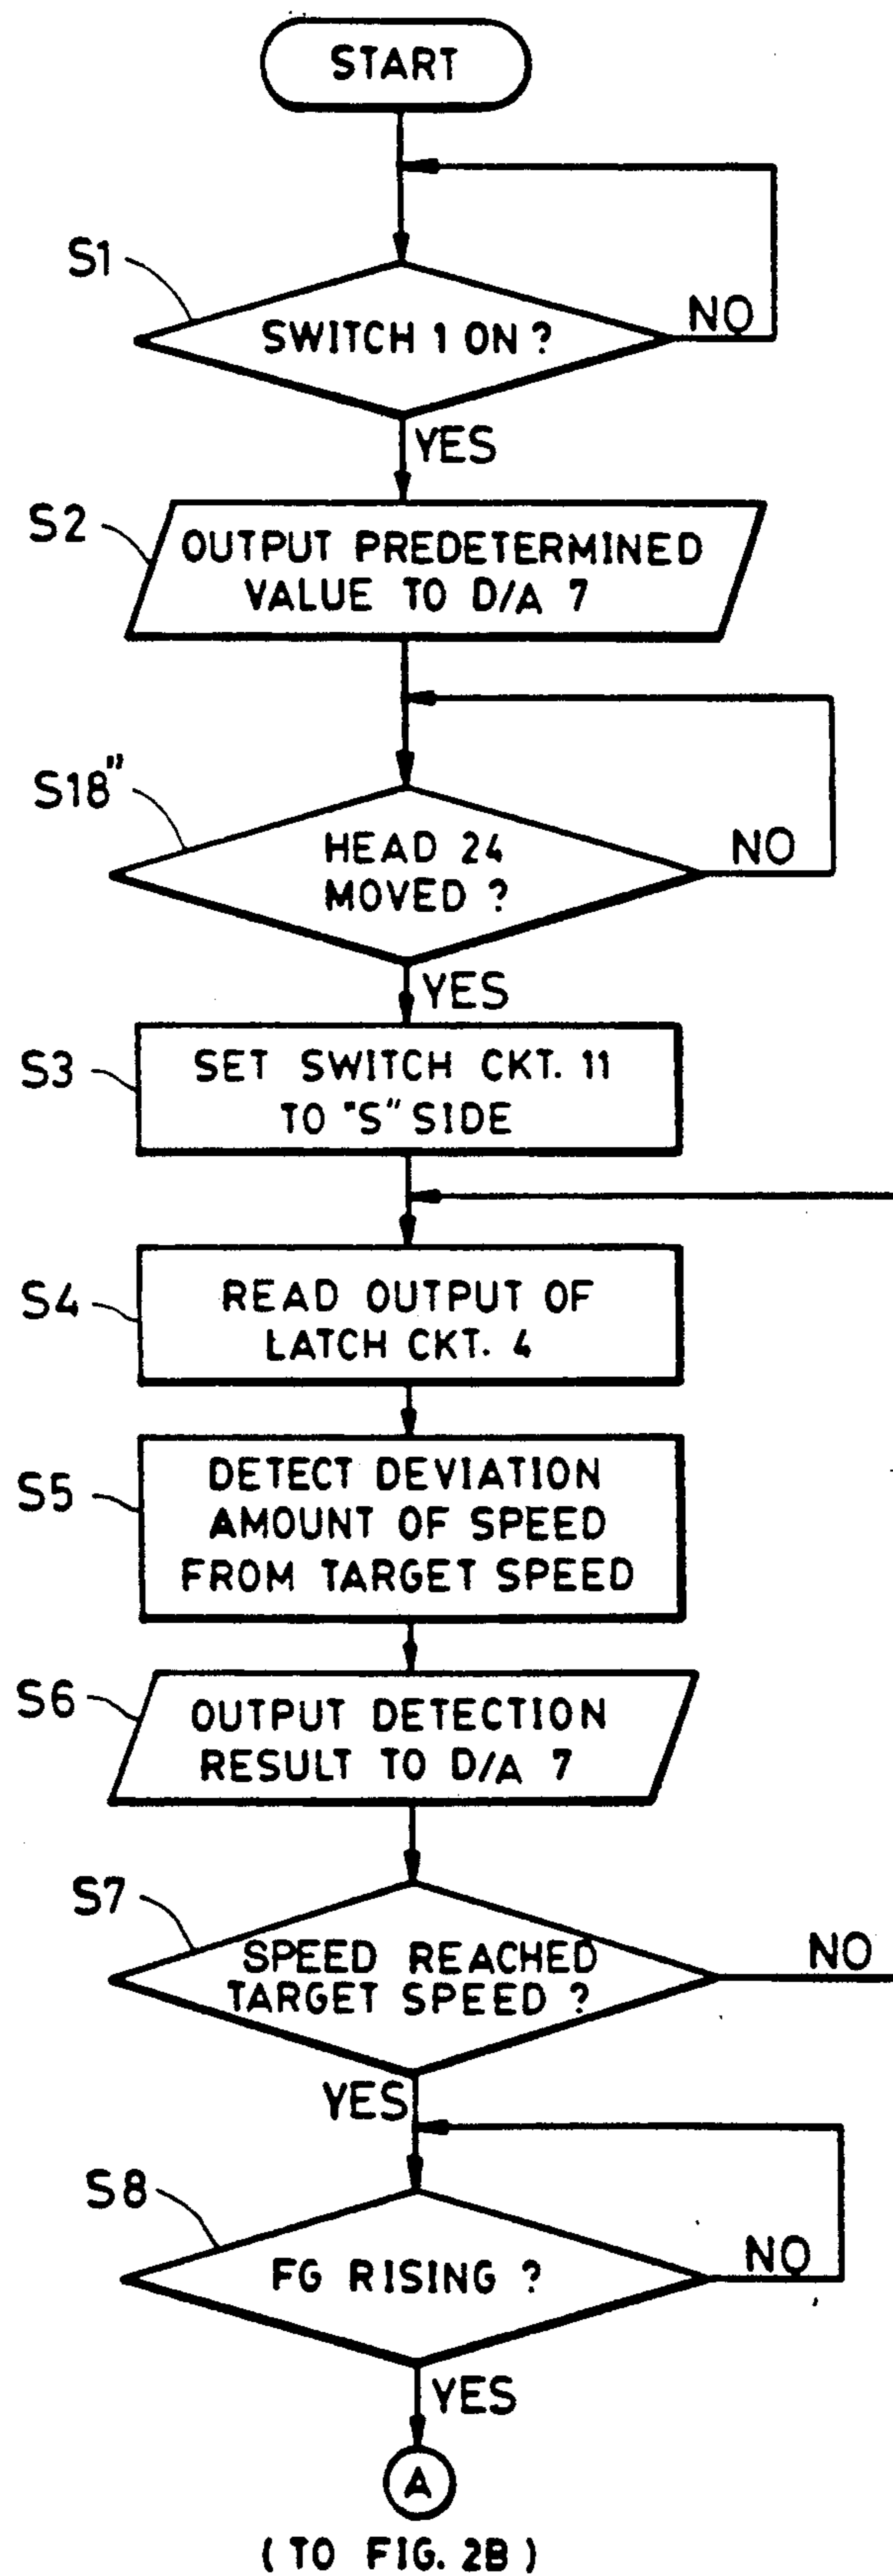 START
S1
SWITCH 1 ON ?
NO
YES
S2
OUTPUT PREDETERMINED
VALUE TO D/A 7
S18"
HEAD 24
MOVED ?
NO
YES
S3
SET SWITCH CKT. 11
TO "S" SIDE
S4
READ OUTPUT OF
LATCH CKT. 4
S5
DETECT DEVIATION
AMOUNT OF SPEED
FROM TARGET SPEED
S6
OUTPUT DETECTION
RESULT TO D/A 7
S7
SPEED REACHED
TARGET SPEED ?
NO
YES
S8
FG RISING ?
NO
YES
A
( TO FIG. 2B )